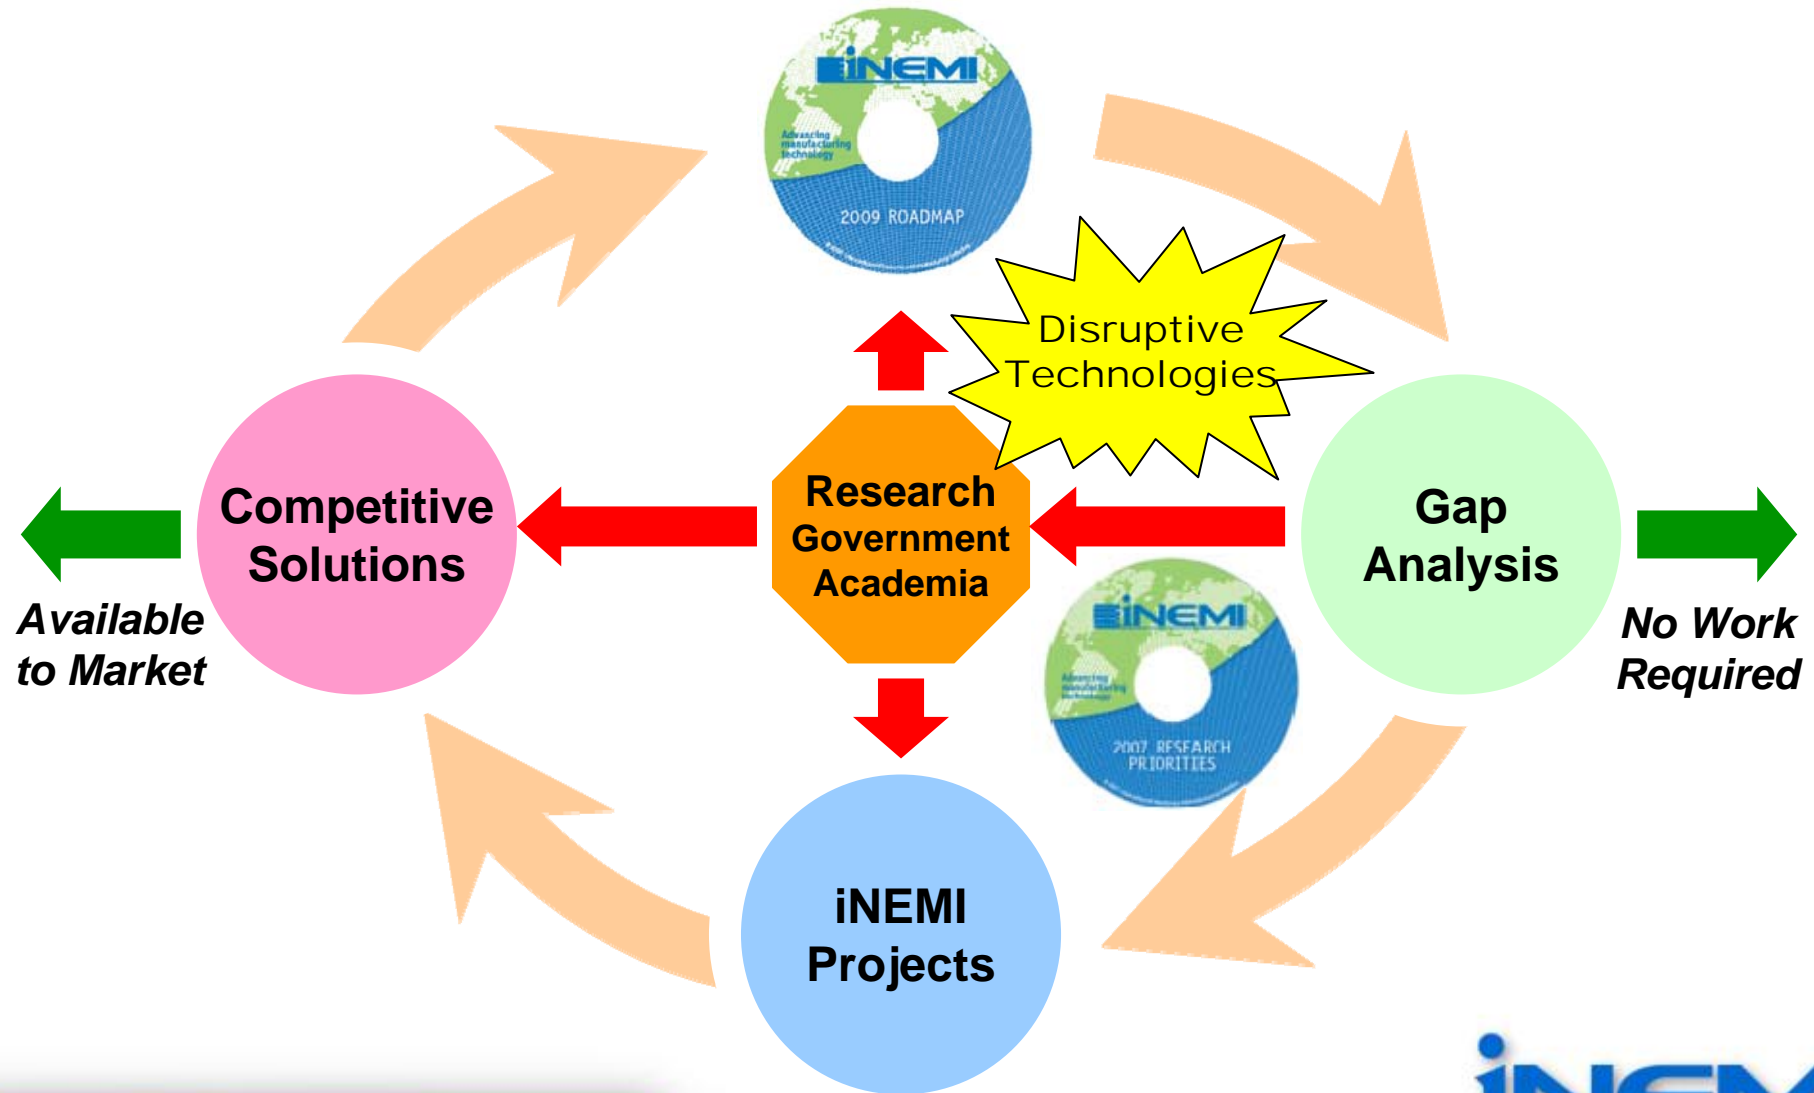 iNEMI
Advancing
manufacturing
technology
2009 ROADMAP
Disruptive
Technologies
Competitive
Solutions
Research
Government
Academia
Gap
Analysis
Available
to Market
No Work
Required
iNEMI
Advancing
manufacturing
technology
2007 RESEARCH
PRIORITIES
iNEMI
Projects
iNEMI